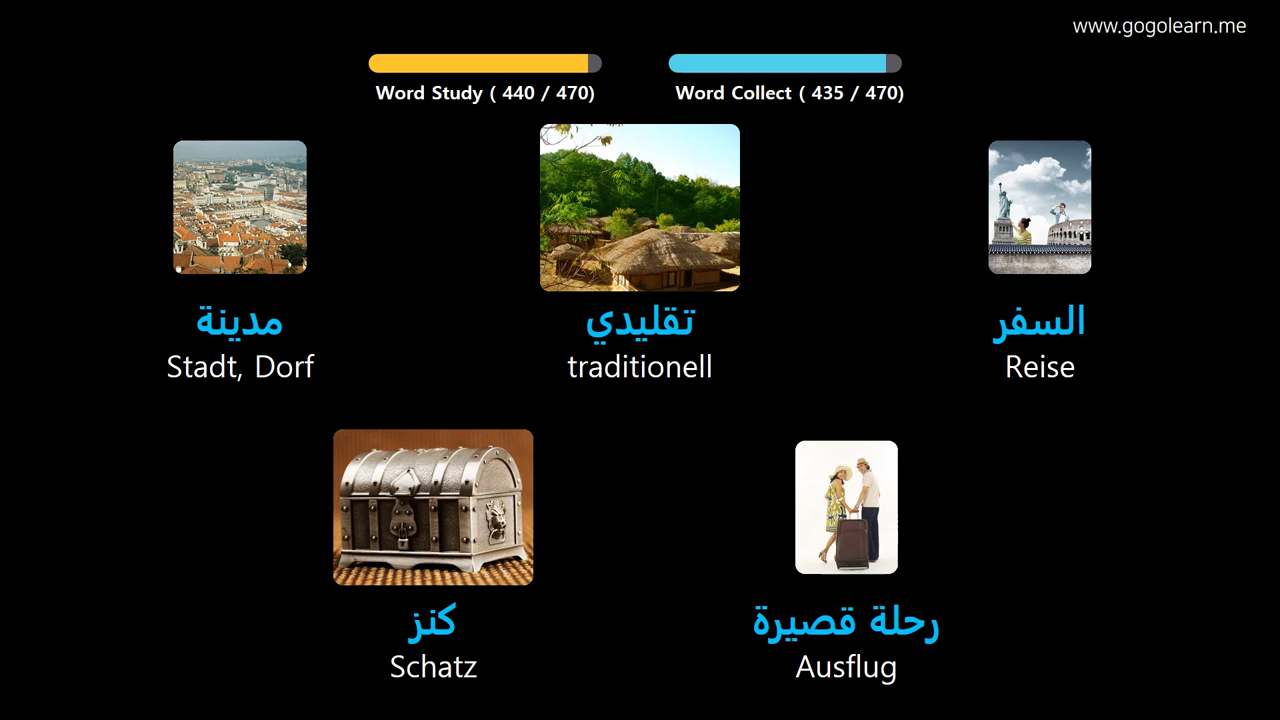 www.gogolearn.me
Word Study ( 440 / 470)
Word Collect ( 435 / 470)
مدينة
Stadt, Dorf
تقليدي
traditionell
السفر
Reise
كنز
Schatz
رحلة قصيرة
Ausflug